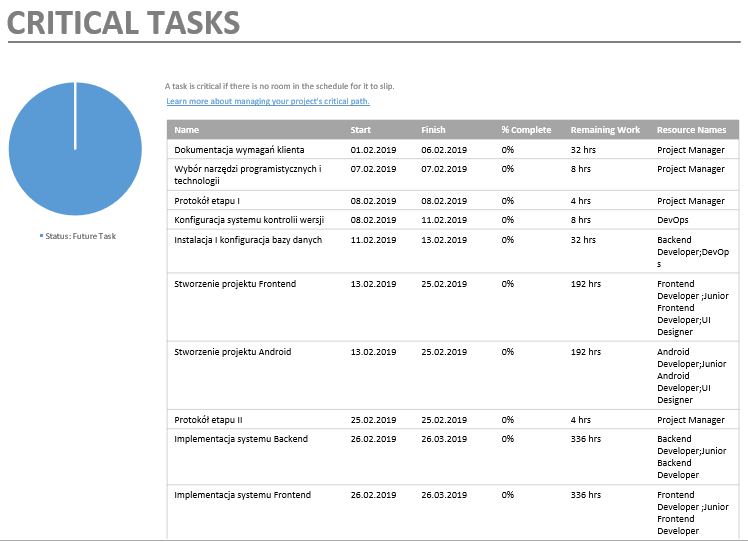 CRITICAL TASKS
A task is critical if there is no room in the schedule for it to slip.
Learn more about managing your project's critical path.
Status: Future Task
Name Start Finish % Complete Remaining Work Resource Names
Dokumentacja wymagań klienta 01.02.2019 06.02.2019 0% 32 hrs Project Manager
Wybór narzędzi programistycznych i 07.02.2019 07.02.2019 0% 8 hrs Project Manager
technologii
Protokół etapu I 08.02.2019 08.02.2019 0% 4 hrs Project Manager
Konfiguracja systemu kontrolii wersji 08.02.2019 11.02.2019 0% 8 hrs DevOps
Instalacja I konfiguracja bazy danych 11.02.2019 13.02.2019 0% 32 hrs Backend
Developer;DevOp
s
Stworzenie projektu Frontend 13.02.2019 25.02.2019 0% 192 hrs Frontend
Developer ;Junior
Frontend
Developer;UI
Designer
Stworzenie projektu Android 13.02.2019 25.02.2019 0% 192 hrs Android
Developer;Junior
Android
Developer;UI
Designer
Protokół etapu II 25.02.2019 25.02.2019 0% 4 hrs Project Manager
Implementacja systemu Backend 26.02.2019 26.03.2019 0% 336 hrs Backend
Developer;Junior
Backend
Developer
Implementacja systemu Frontend 26.02.2019 26.03.2019 0% 336 hrs Frontend
Developer ;Junior
Frontend
Developer